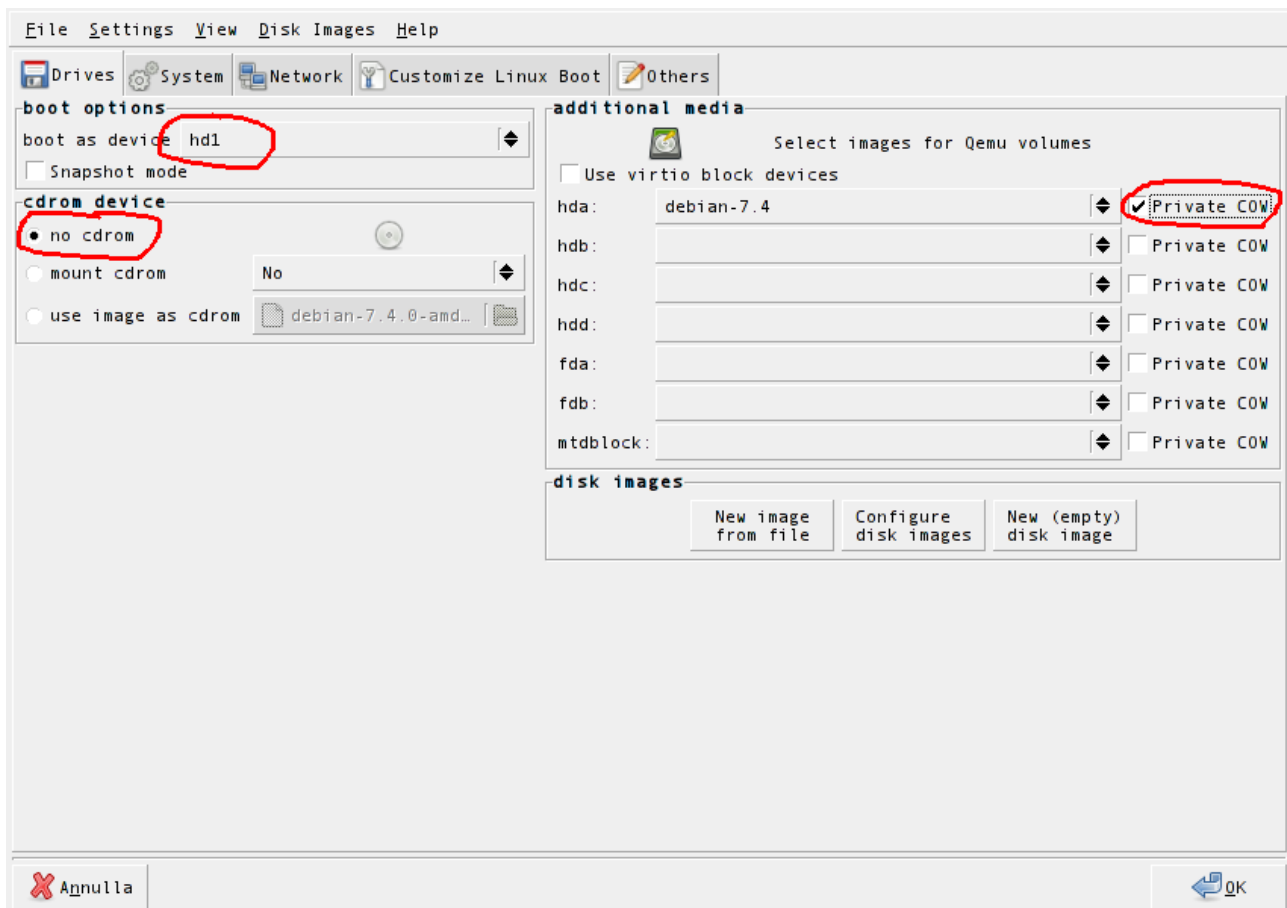 File Settings View Disk Images Help
Drives System Network Customize Linux Boot Others
boot options
boot as device hd1
Snapshot mode
cdrom device
no cdrom
mount cdrom No
use image as cdrom debian-7.4.0-amd…
additional media
Select images for Qemu volumes
Use virtio block devices
hda: debian-7.4 Private COW
hdb: Private COW
hdc: Private COW
hdd: Private COW
fda: Private COW
fdb: Private COW
mtdblock: Private COW
disk images
New image
from file
Configure
disk images
New (empty)
disk image
Annulla
OK